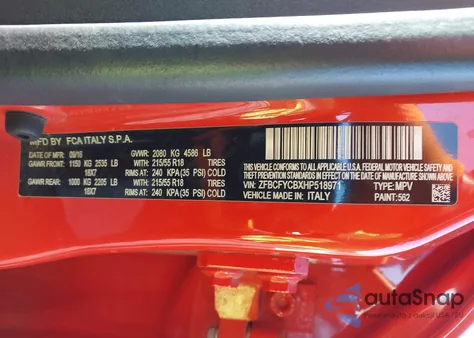 MFD BY FCA ITALY S.P.A.
DATE OF MFR 09/16 GVWR: 2080 KG 4586 LB
GAWR FRONT: 1150 KG 2535 LB WITH 215/55 R18 TIRES
18X7 RIMS AT: 240 KPA (35 PSI) COLD
GAWR REAR: 1000 KG 2205 LB WITH 215/55 R18 TIRES
18X7 RIMS AT: 240 KPA (35 PSI) COLD
THIS VEHICLE CONFORMS TO ALL APPLICABLE U.S.A. FEDERAL MOTOR VEHICLE
SAFETY, BUMPER AND THEFT PREVENTION STANDARDS IN EFFECT
ON THE DATE OF MANUFACTURE SHOWN ABOVE
VIN: ZFBCFYCBXHP518971 TYPE: MPV
VEHICLE MADE IN: ITALY PAINT: 562
autaSnap